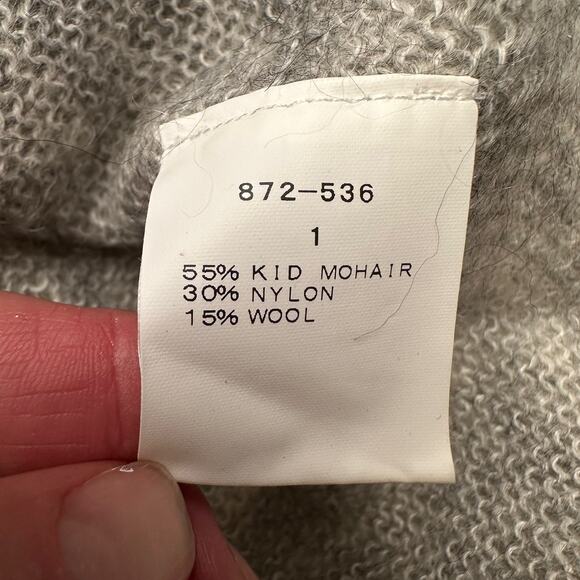 872-536
1
55% KID MOHAIR
30% NYLON
15% WOOL